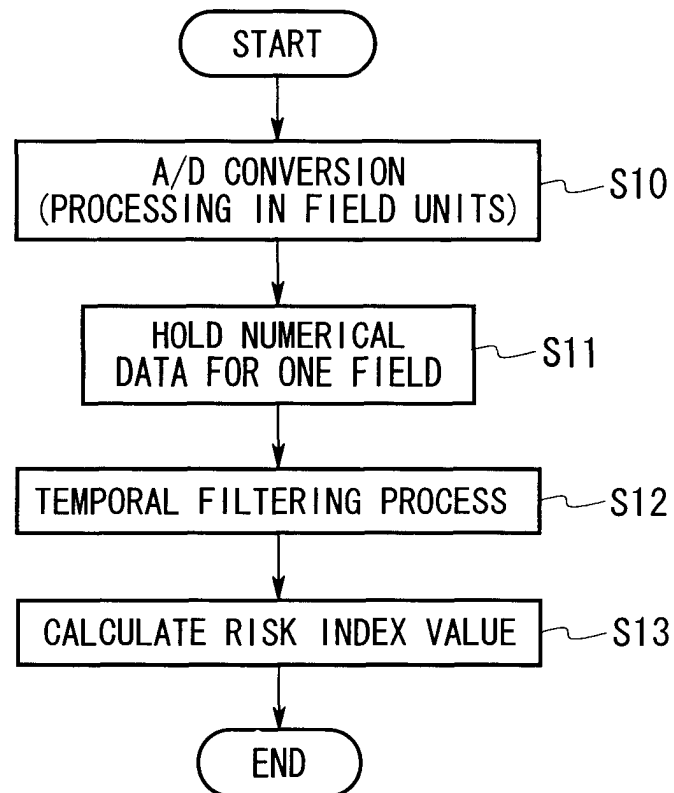 START
A/D CONVERSION
(PROCESSING IN FIELD UNITS)
S10
HOLD NUMERICAL
DATA FOR ONE FIELD
S11
TEMPORAL FILTERING PROCESS
S12
CALCULATE RISK INDEX VALUE
S13
END